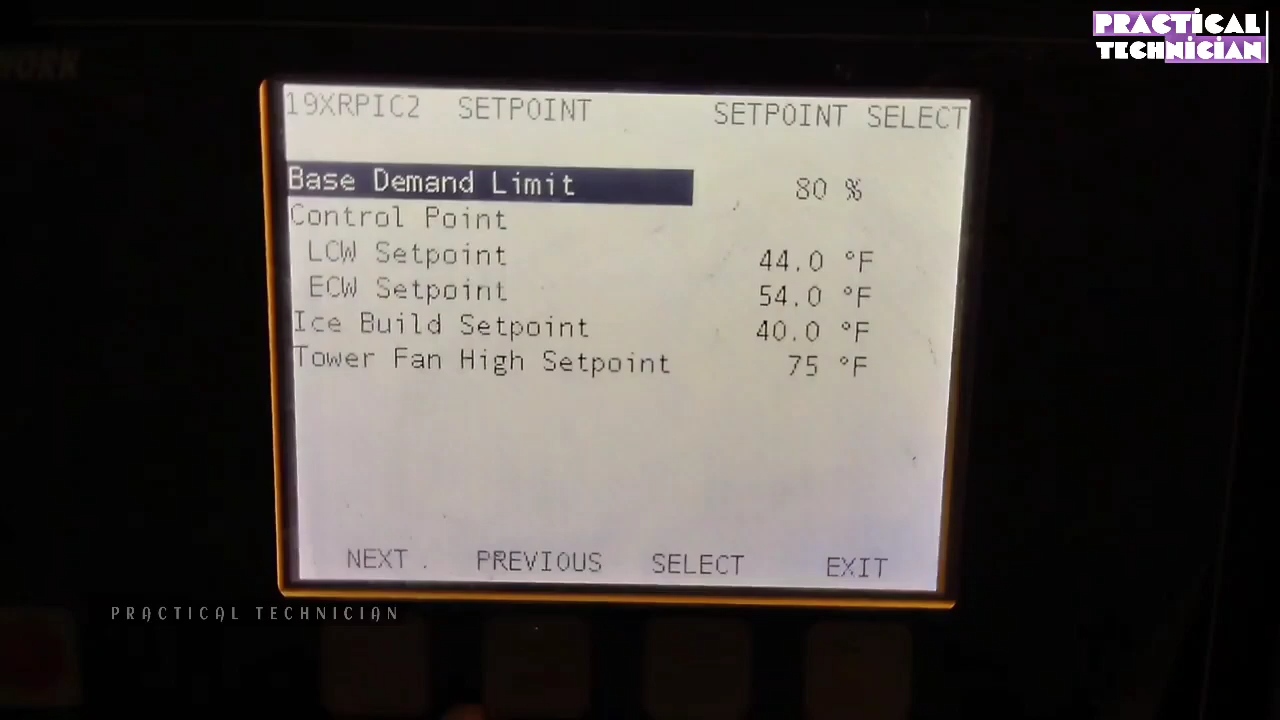 PRACTICAL
TECHNICIAN
WORK
19XRPIC2 SETPOINT SETPOINT SELECT
Base Demand Limit 80 %
Control Point
LCW Setpoint 44.0 °F
ECW Setpoint 54.0 °F
Ice Build Setpoint 40.0 °F
Tower Fan High Setpoint 75 °F
NEXT PREVIOUS SELECT EXIT
PRACTICAL TECHNICIAN